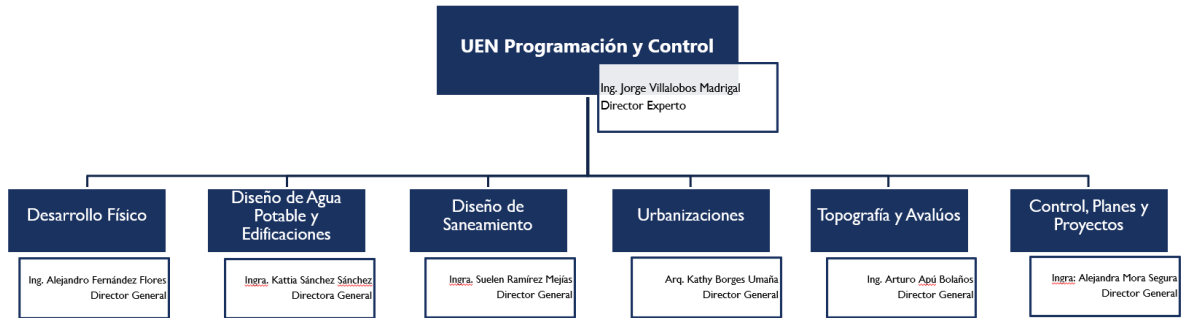 UEN Programación y Control
Ing. Jorge Villalobos Madrigal
Director Experto
Desarrollo Físico
Ing. Alejandro Fernández Flores
Director General
Diseño de Agua
Potable y
Edificaciones
Ingra. Kattia Sánchez Sánchez
Directora General
Diseño de
Saneamiento
Ingra. Suelen Ramírez Mejías
Director General
Urbanizaciones
Arq. Kathy Borges Umaña
Director General
Topografía y Avalúos
Ing. Arturo Apú Bolaños
Director General
Control, Planes y
Proyectos
Ingra: Alejandra Mora Segura
Director General